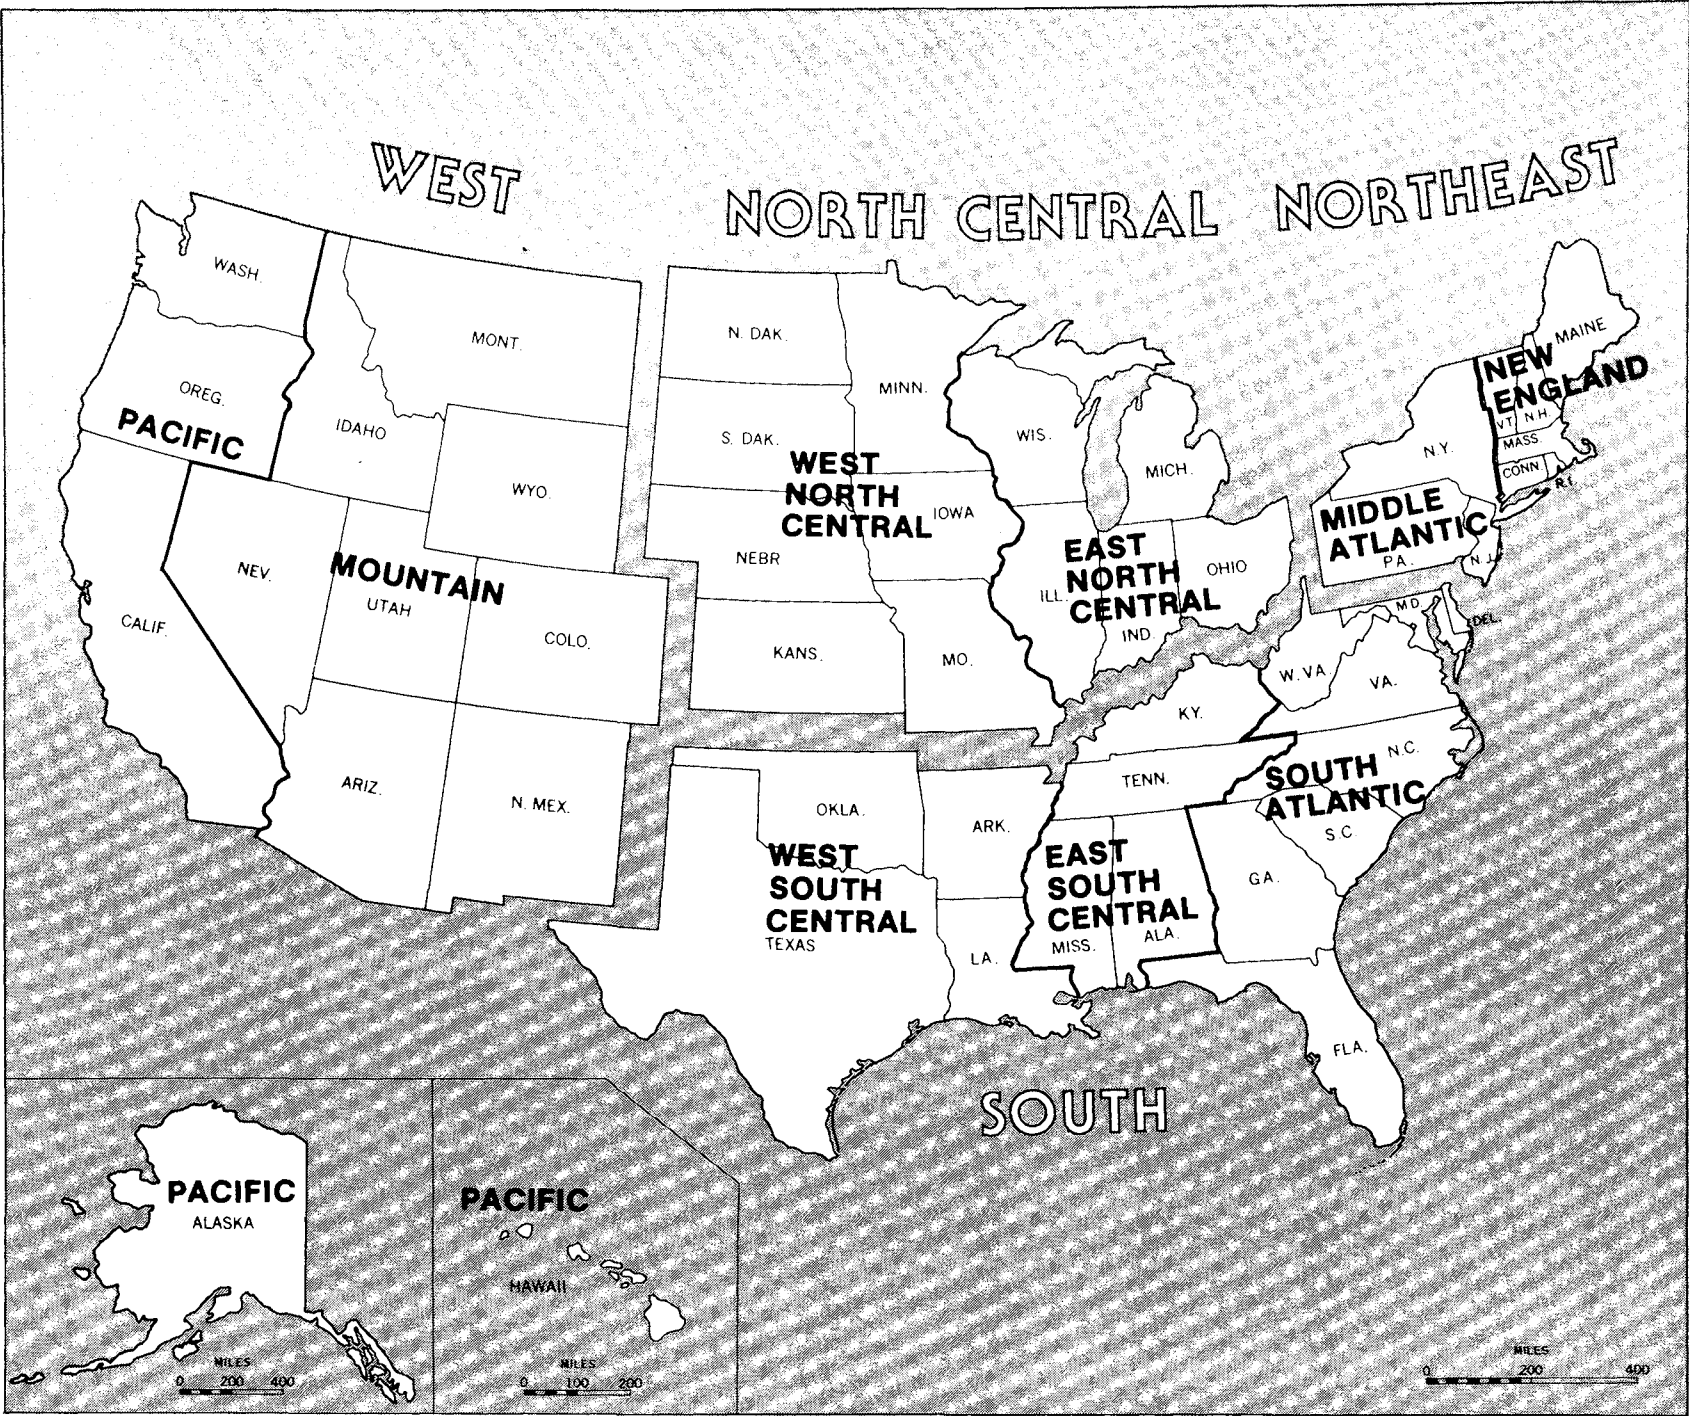 WEST
NORTH CENTRAL
NORTHEAST
WASH.
MONT.
OREG.
PACIFIC
IDAHO
WYO.
NEV.
MOUNTAIN
UTAH
CALIF.
COLO.
ARIZ.
N. MEX.
N. DAK.
MINN.
S. DAK.
WEST
NORTH
CENTRAL
IOWA
NEBR
KANS.
MO.
WIS.
MICH.
EAST
NORTH
CENTRAL
ILL.
OHIO
IND.
MAINE
NEW
ENGLAND
VT.
N.H.
MASS.
CONN.
R.I.
N.Y.
MIDDLE
ATLANTIC
PA.
N.J.
MD.
DEL.
W.VA.
VA.
KY.
N.C.
TENN.
SOUTH
ATLANTIC
S.C.
GA.
FLA.
OKLA.
ARK.
WEST
SOUTH
CENTRAL
TEXAS
LA.
EAST
SOUTH
CENTRAL
MISS.
ALA.
SOUTH
PACIFIC
ALASKA
MILES
0 200 400
PACIFIC
HAWAII
MILES
0 100 200
MILES
0 200 400